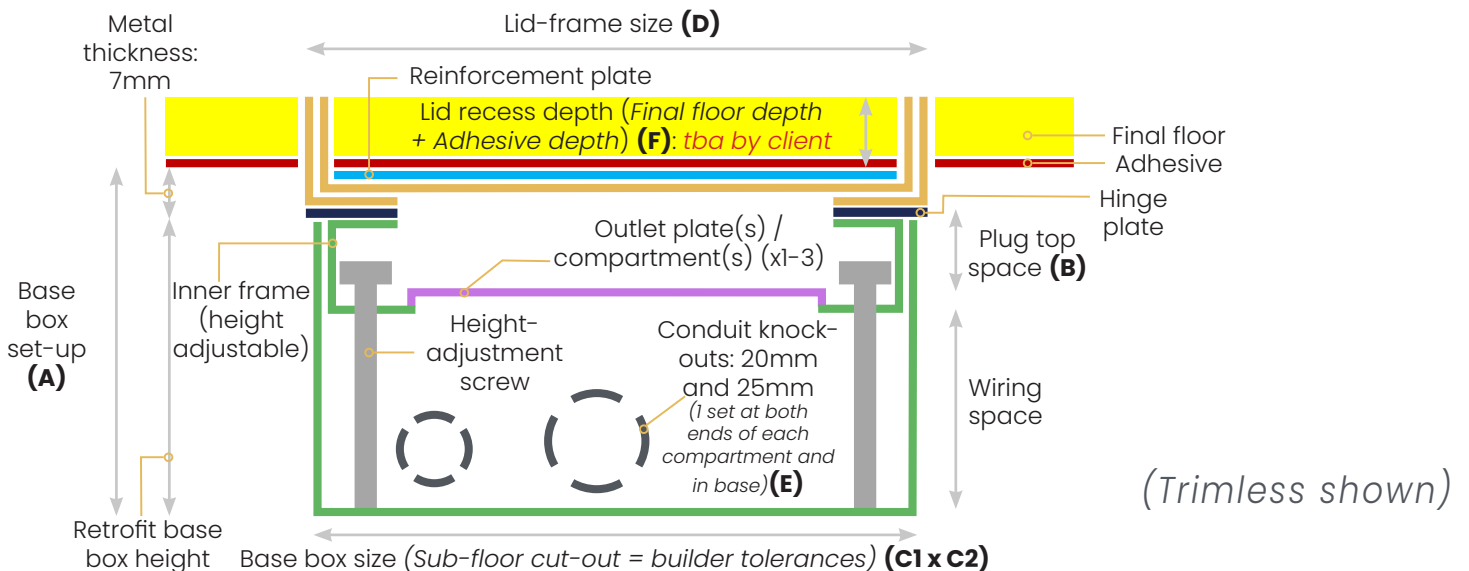 Metal
thickness:
7mm
Lid-frame size (D)
Reinforcement plate
Lid recess depth (Final floor depth
+ Adhesive depth) (F): tba by client
Final floor
Adhesive
Hinge
plate
Outlet plate(s) /
compartment(s) (x1-3)
Plug top
space (B)
Base
box
set-up
(A)
Inner frame
(height
adjustable)
Height-
adjustment
screw
Conduit knock-
outs: 20mm
and 25mm
(1 set at both
ends of each
compartment and
in base) (E)
Wiring
space
(Trimless shown)
Retrofit base
box height
Base box size (Sub-floor cut-out = builder tolerances) (C1 x C2)